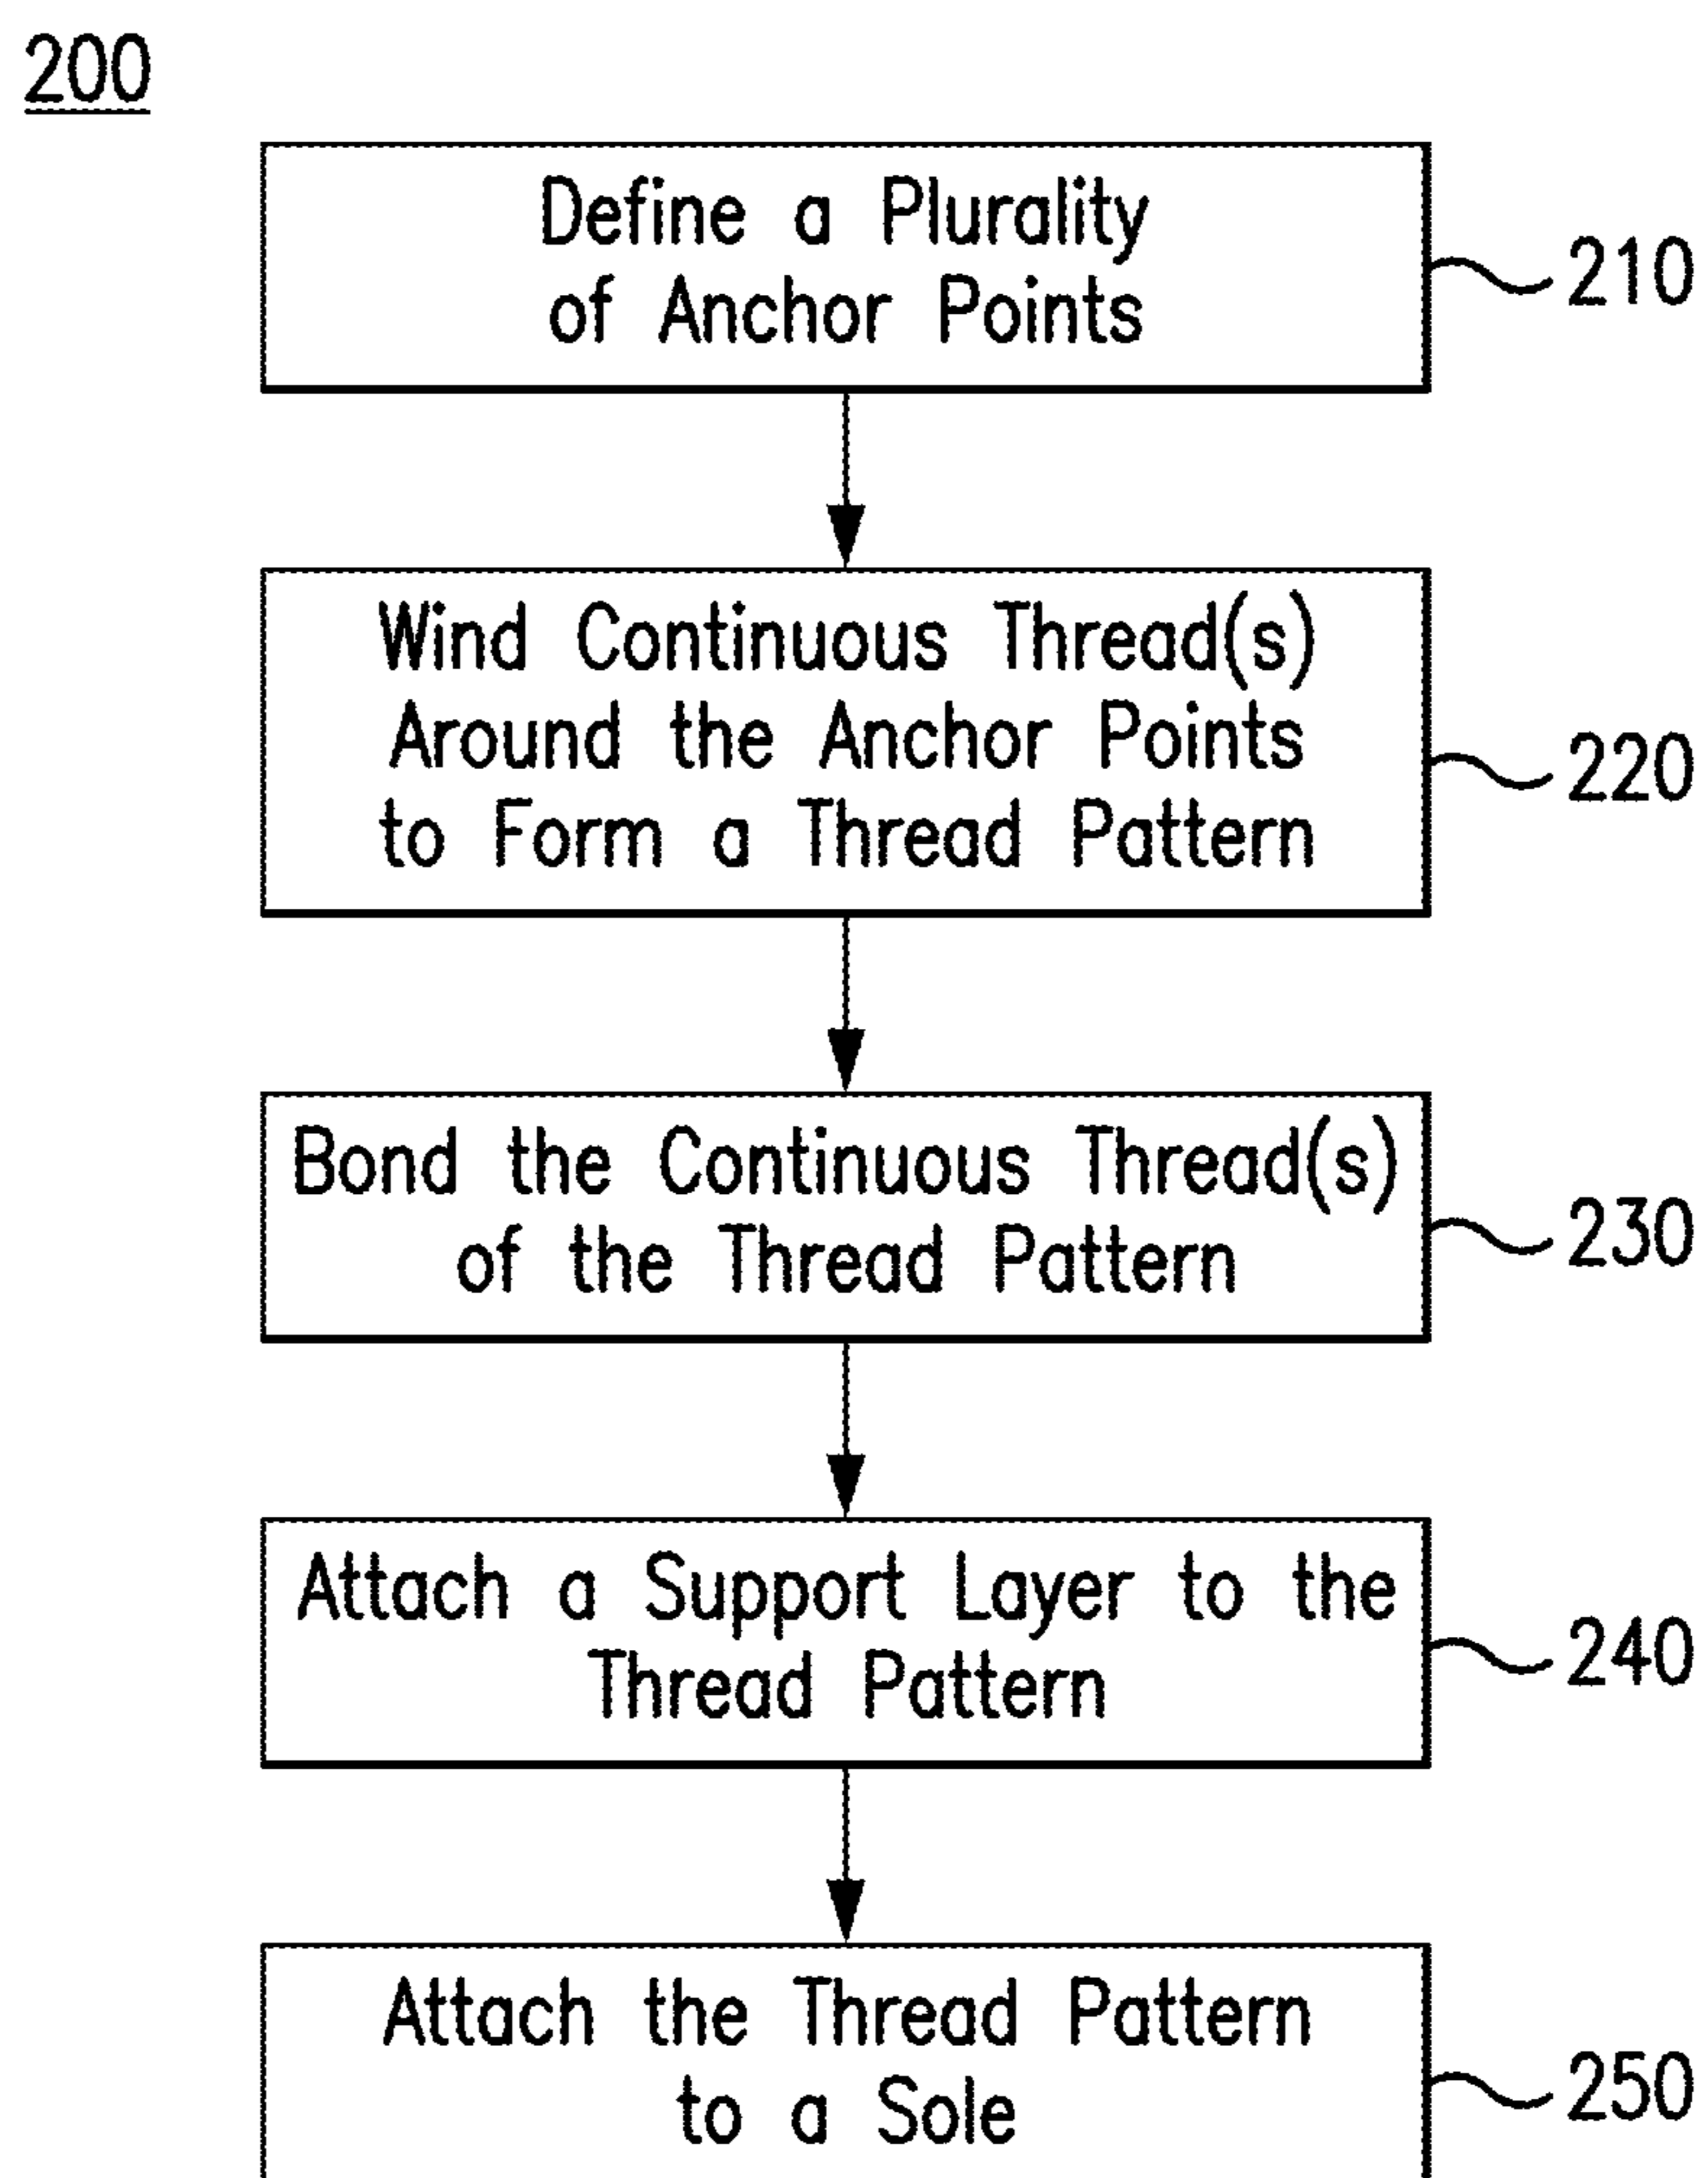 200
Define a Plurality
of Anchor Points
210
Wind Continuous Thread(s)
Around the Anchor Points
to Form a Thread Pattern
220
Bond the Continuous Thread(s)
of the Thread Pattern
230
Attach a Support Layer to the
Thread Pattern
240
Attach the Thread Pattern
to a Sole
250